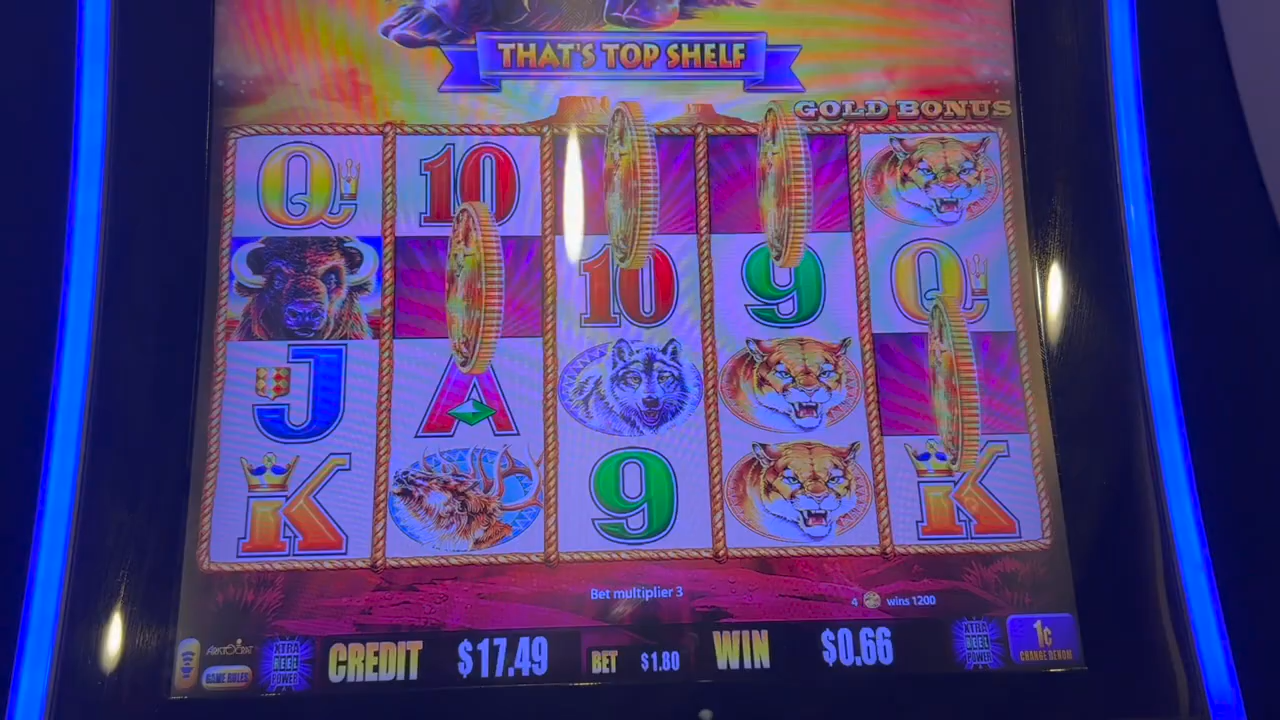 THAT'S TOP SHELF
GOLD BONUS
Q 10
10 9 Q
J A
K 9 K
Bet multiplier 3
4 wins 1200
ARISTOCRAT
GAME RULES
XTRA
REEL
POWER
CREDIT $17.49
BET $1.80
WIN $0.66
XTRA
REEL
POWER
1¢
CHANGE DENOM